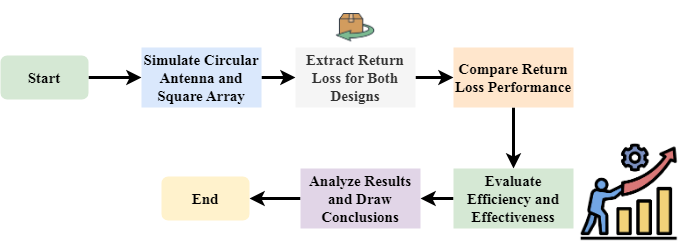 Start
Simulate Circular
Antenna and
Square Array
Extract Return
Loss for Both
Designs
Compare Return
Loss Performance
Evaluate
Efficiency and
Effectiveness
Analyze Results
and Draw
Conclusions
End